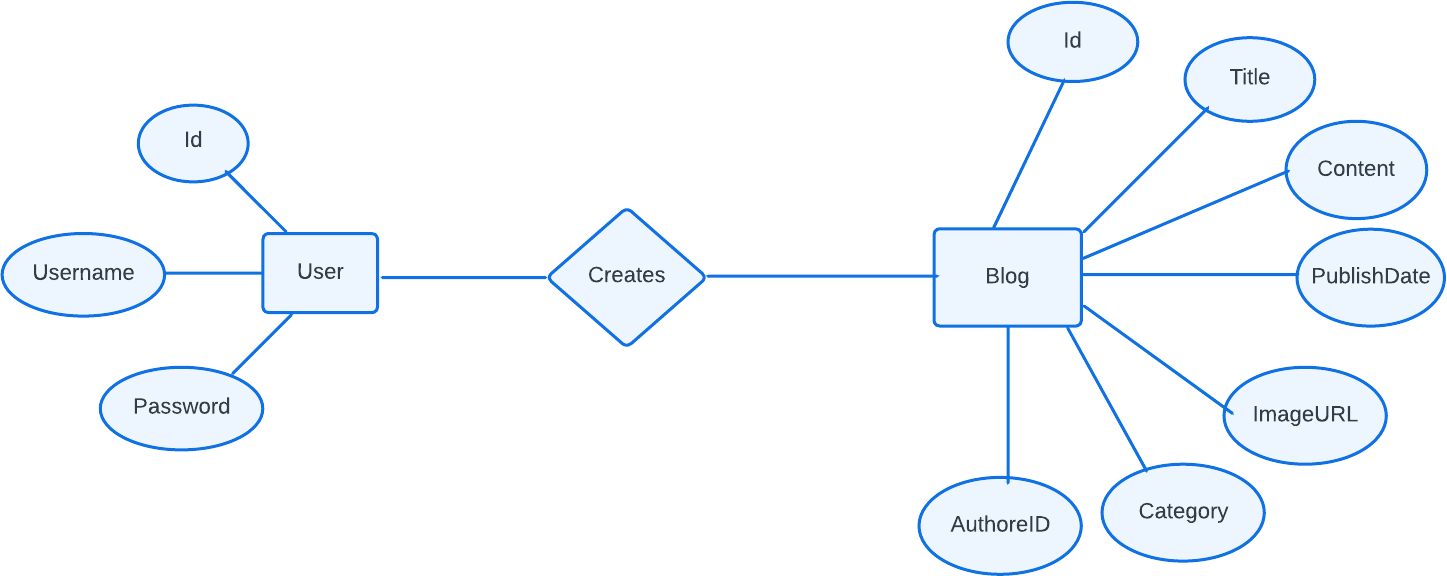 Id
Title
Id
Content
Username
User
Creates
Blog
PublishDate
Password
ImageURL
AuthoreID
Category